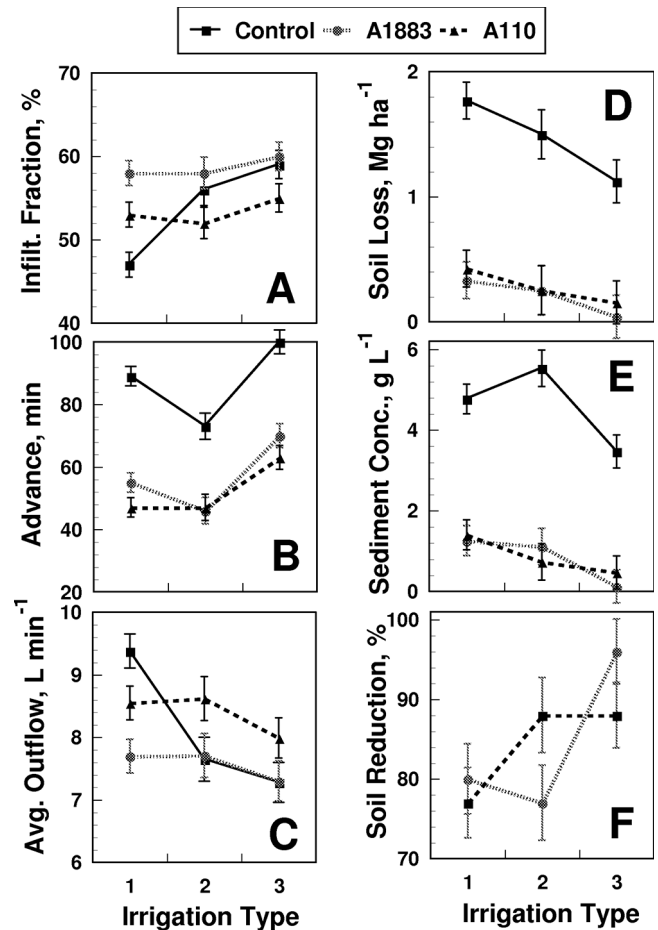 Control A1883 A110
70
60
50
40
Infilt. Fraction, %
A
100
80
60
40
20
Advance, min
B
10
9
8
7
6
Avg. Outflow, L min⁻¹
C
1 2 3
Irrigation Type
2
1
0
Soil Loss, Mg ha⁻¹
D
6
4
2
0
Sediment Conc., g L⁻¹
E
100
90
80
70
Soil Reduction, %
F
1 2 3
Irrigation Type